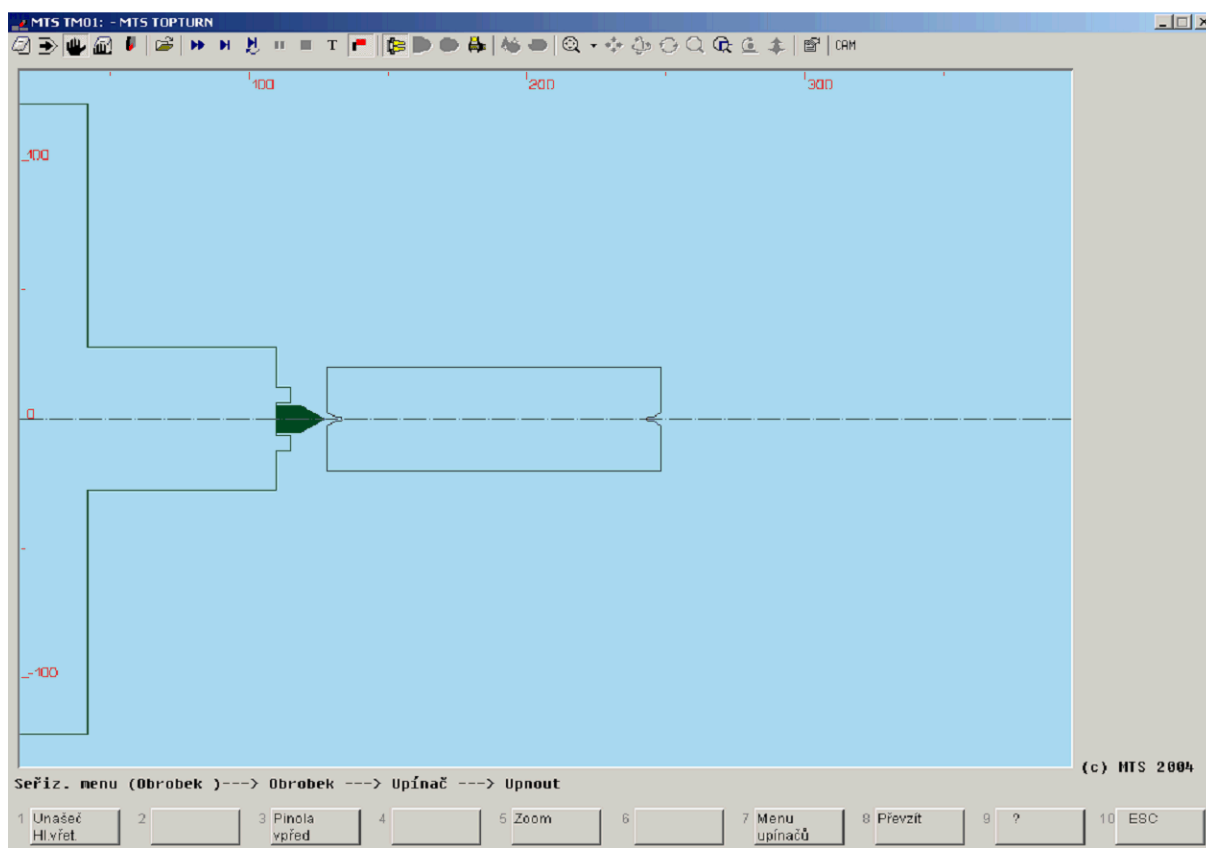 MTS TM01: - MTS TOPTURN
T CAM
100 200 300
100
0
-100
(c) MTS 2004
Seřiz. menu (Obrobek )---> Obrobek ---> Upínač ---> Upnout
1 Unašeč Hl.vřet. 2 3 Pinola vpřed 4 5 Zoom 6 7 Menu upínačů 8 Převzít 9 ? 10 ESC